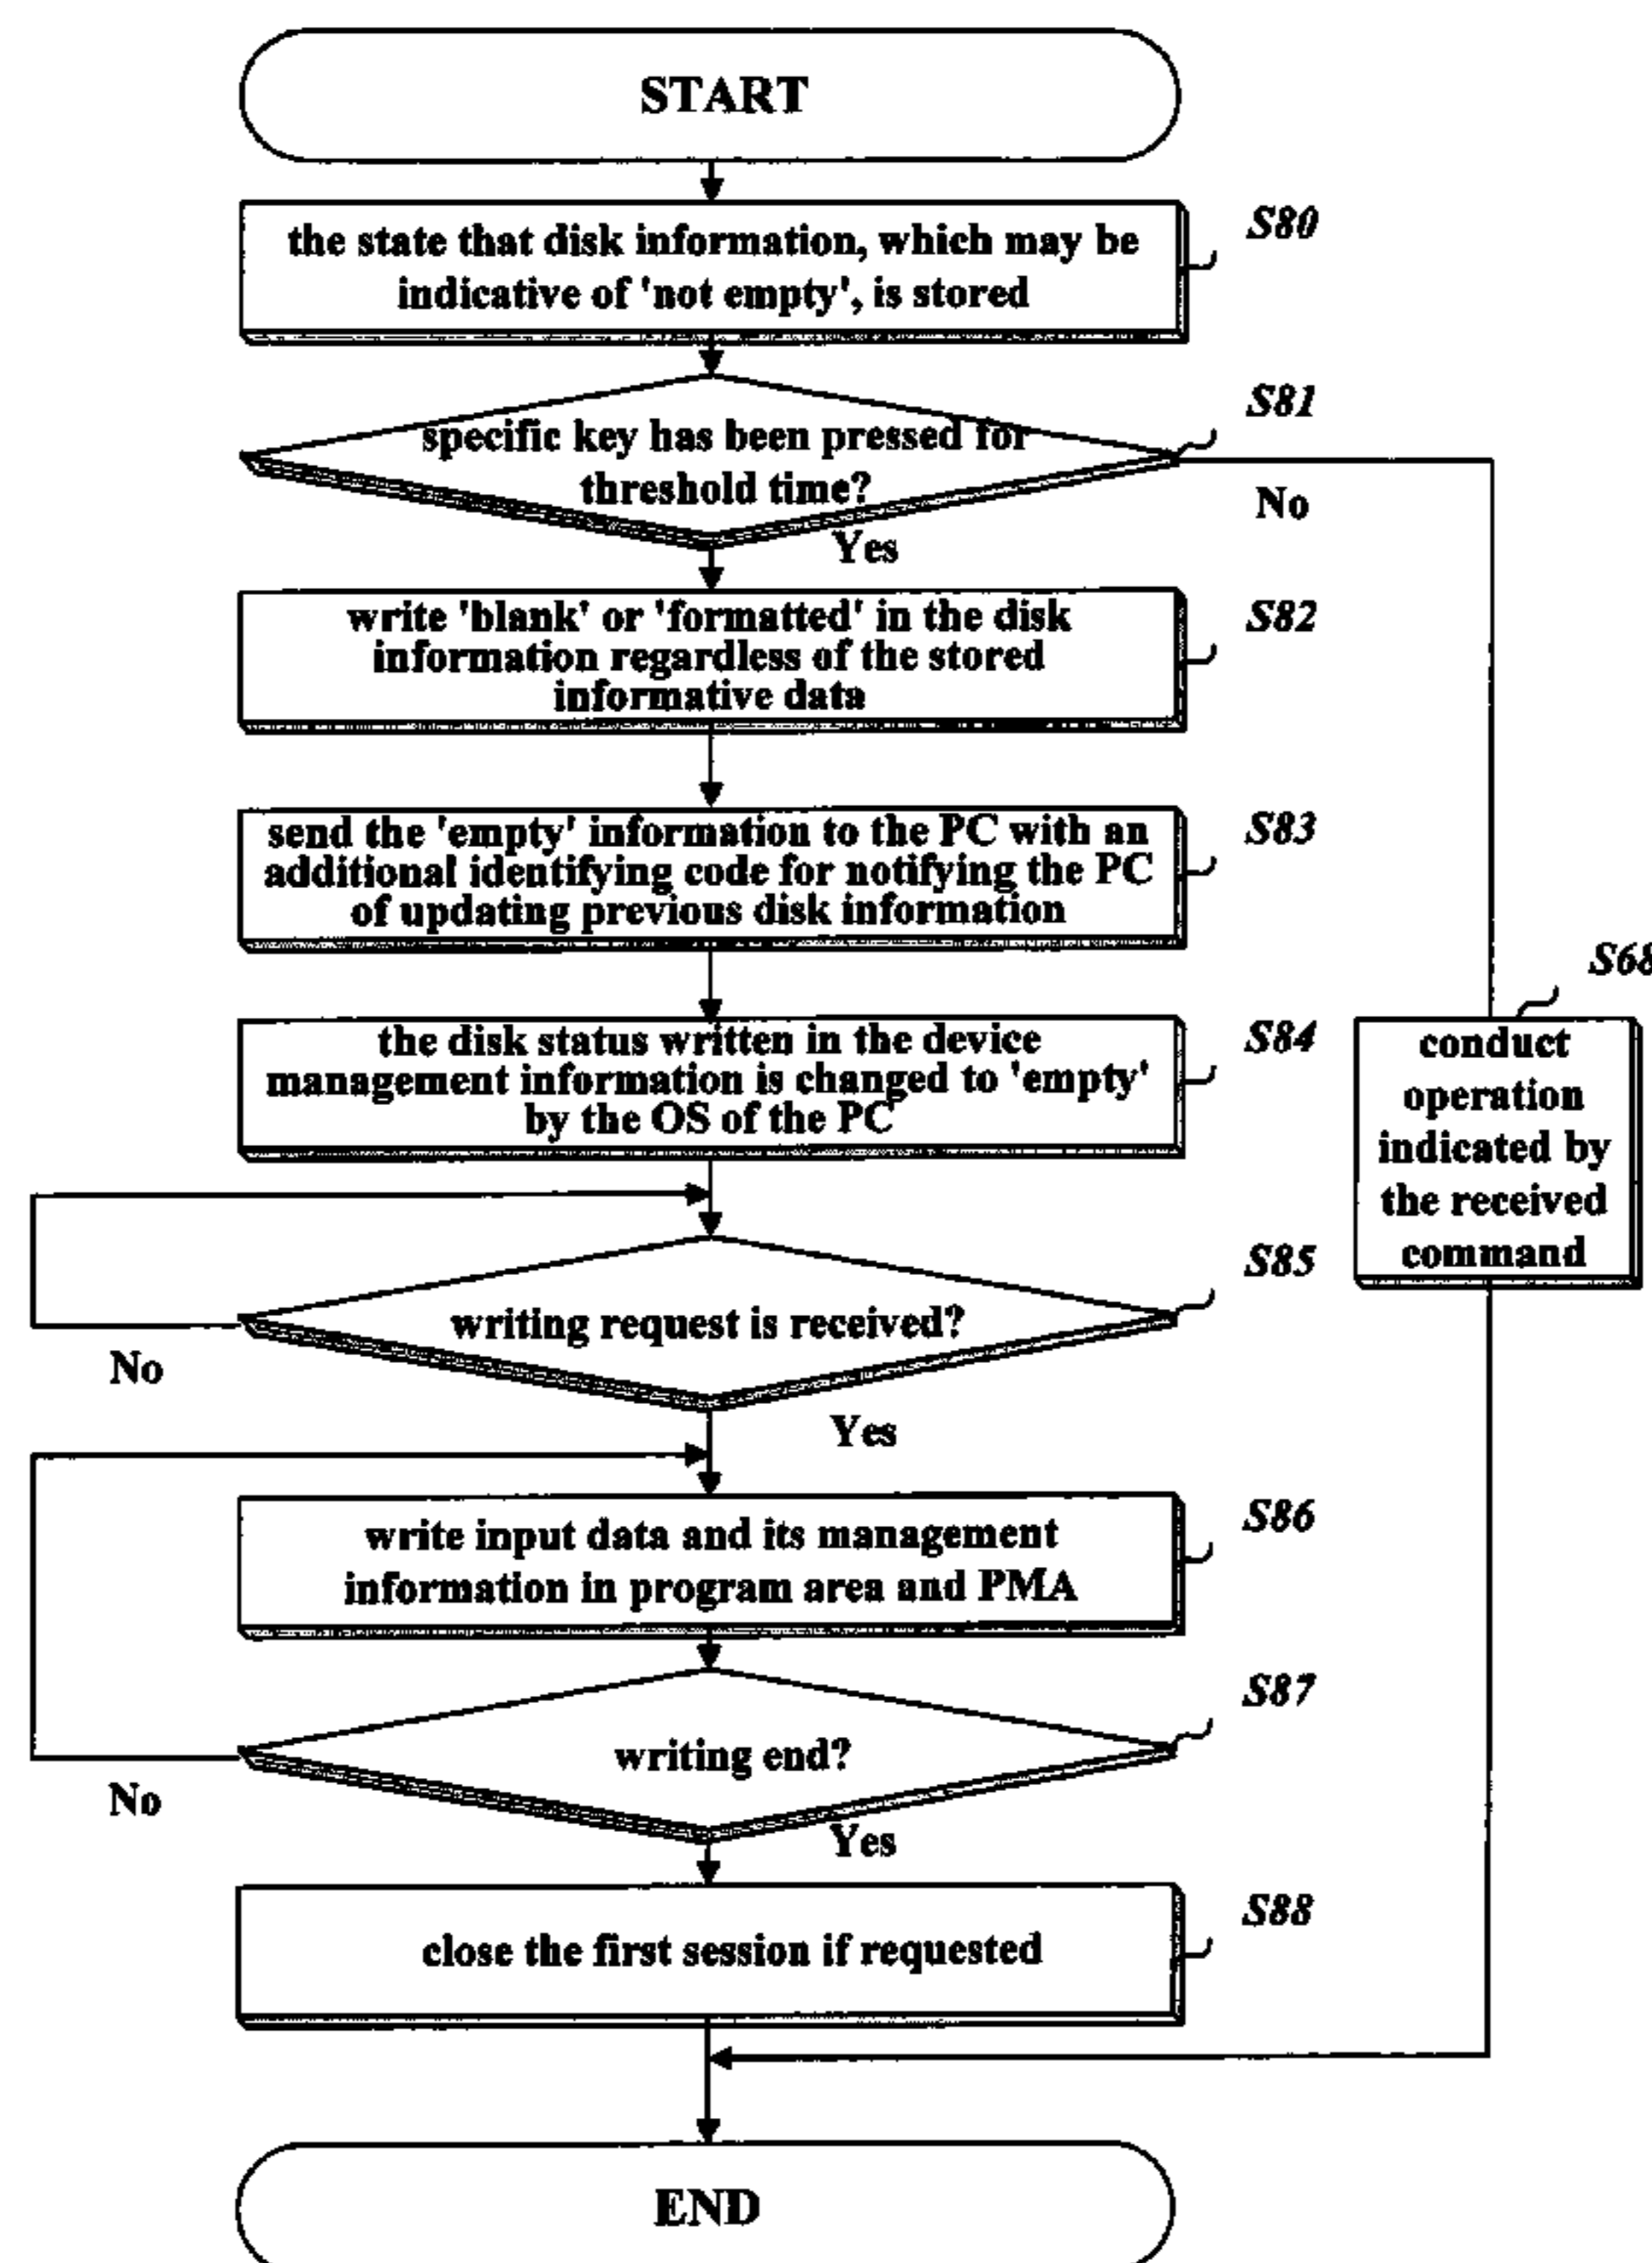 START
the state that disk information, which may be
indicative of 'not empty', is stored
S80
specific key has been pressed for
threshold time?
S81
No
Yes
write 'blank' or 'formatted' in the disk
information regardless of the stored
informative data
S82
send the 'empty' information to the PC with an
additional identifying code for notifying the PC
of updating previous disk information
S83
the disk status written in the device
management information is changed to 'empty'
by the OS of the PC
S84
S68
conduct
operation
indicated by
the received
command
writing request is received?
S85
No
Yes
write input data and its management
information in program area and PMA
S86
writing end?
S87
No
Yes
close the first session if requested
S88
END